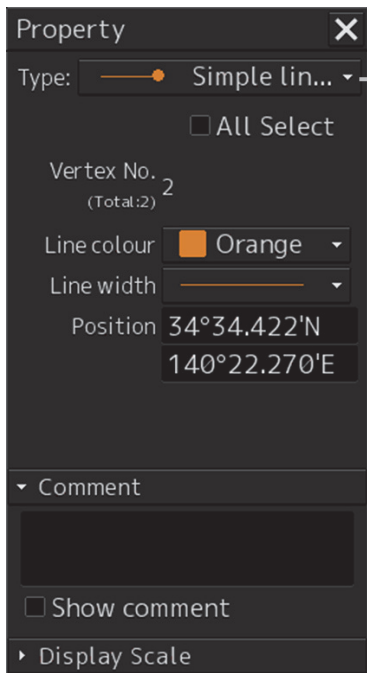 Property
Type: Simple lin...
All Select
Vertex No. 2
(Total:2)
Line colour Orange
Line width
Position 34°34.422'N
140°22.270'E
Comment
Show comment
Display Scale